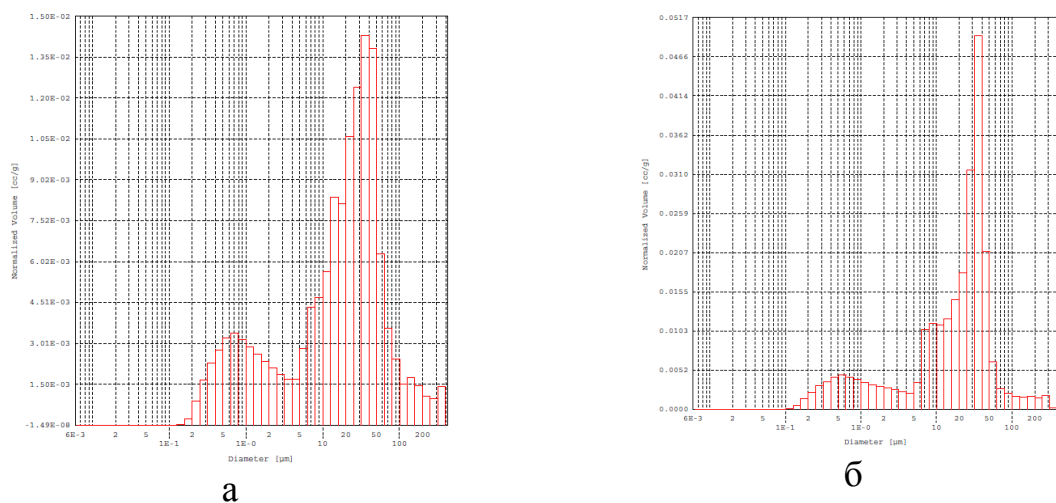 1.50E-02
1.35E-02
1.20E-02
1.05E-02
9.02E-03
7.52E-03
6.02E-03
4.51E-03
3.01E-03
1.50E-03
-1.49E-08
Normalized Volume [cc/g]
6E-3 2 5 1E-1 2 5 1E-0 2 5 10 20 50 100 200
Diameter [µm]
а
0.0517
0.0466
0.0414
0.0362
0.0310
0.0259
0.0207
0.0155
0.0103
0.0052
0.0000
Normalized Volume [cc/g]
6E-3 2 5 1E-1 2 5 1E-0 2 5 10 20 50 100 200
Diameter [µm]
б